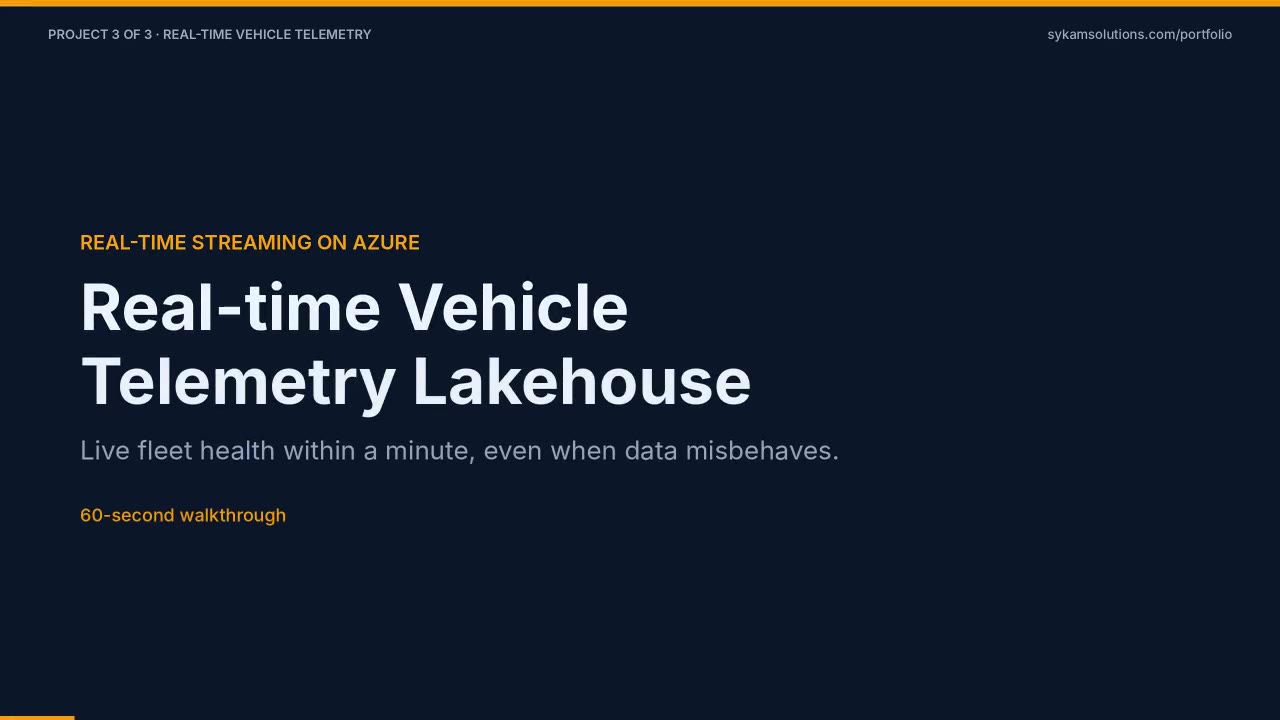 PROJECT 3 OF 3 · REAL-TIME VEHICLE TELEMETRY
sykamsolutions.com/portfolio
REAL-TIME STREAMING ON AZURE
Real-time Vehicle
Telemetry Lakehouse
Live fleet health within a minute, even when data misbehaves.
60-second walkthrough